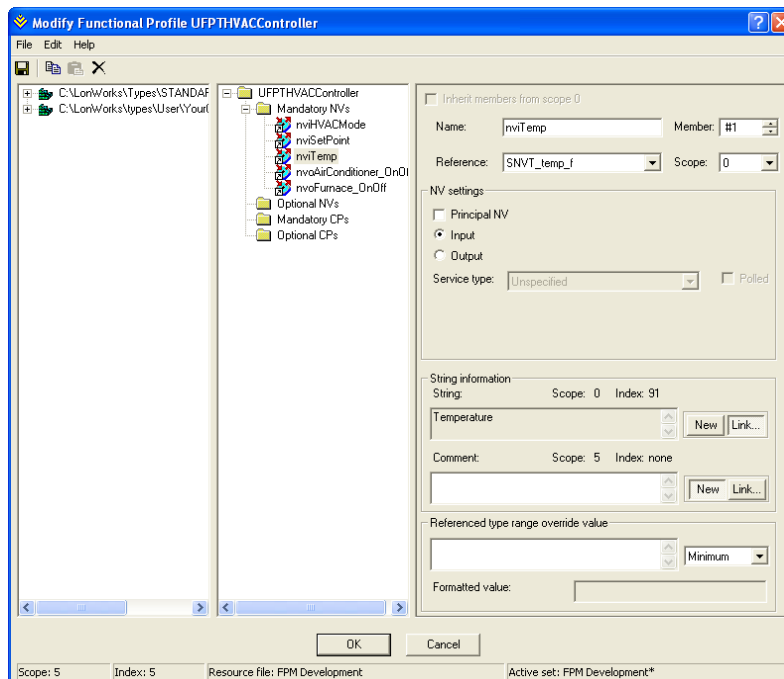 Modify Functional Profile UFPTHVACController
File Edit Help
C:\LonWorks\Types\STANDAF
C:\LonWorks\types\User\Your(
UFPTHVACController
Mandatory NVs
nviHVACMode
nviSetPoint
nviTemp
nvoAirConditioner_OnOf
nvoFurnace_OnOff
Optional NVs
Mandatory CPs
Optional CPs
Inherit members from scope 0
Name: nviTemp Member: #1
Reference: SNVT_temp_f Scope: 0
NV settings
Principal NV
Input
Output
Service type: Unspecified Polled
String information
String: Scope: 0 Index: 91
Temperature
New Link...
Comment: Scope: 5 Index: none
New Link...
Referenced type range override value
Minimum
Formatted value:
OK Cancel
Scope: 5 Index: 5 Resource file: FPM Development Active set: FPM Development*